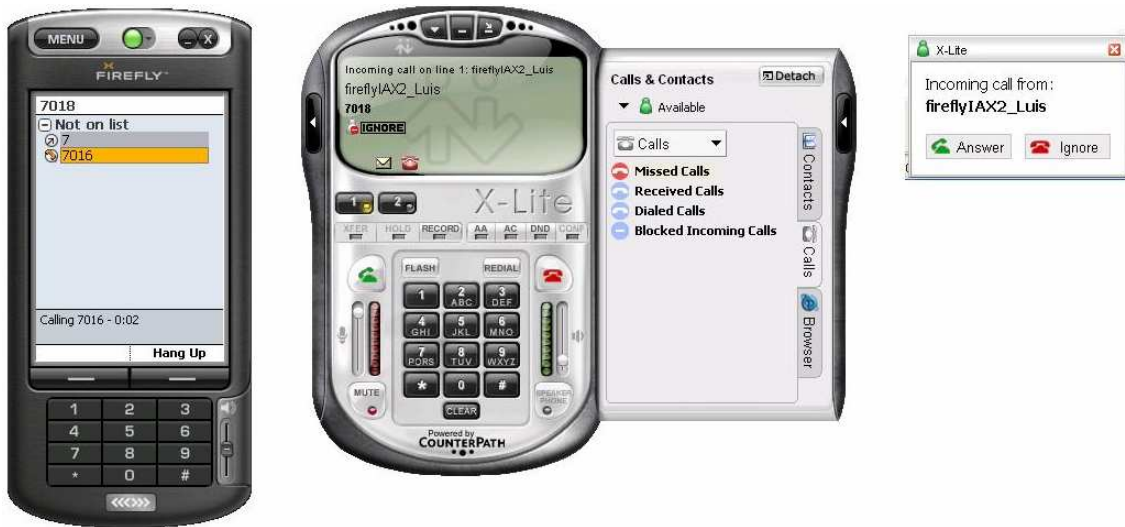 MENU
FIREFLY
7018
Not on list
7
7016
Calling 7016 - 0:02
Hang Up
1 2 3
4 5 6
7 8 9
* 0 #
Incoming call on line 1: fireflyIAX2_Luis
fireflyIAX2_Luis
7018
IGNORE
1 2
X-Lite
XFER HOLD RECORD AA AC DND CONF
FLASH REDIAL
1 2 3
ABC DEF
4 5 6
GHI JKL MNO
7 8 9
PQRS TUV WXYZ
* 0 #
MUTE
SPEAKER
PHONE
CLEAR
Powered by
COUNTERPATH
Calls & Contacts
Detach
Available
Calls
Missed Calls
Received Calls
Dialed Calls
Blocked Incoming Calls
Contacts
Calls
Browser
X-Lite
Incoming call from:
fireflyIAX2_Luis
Answer Ignore